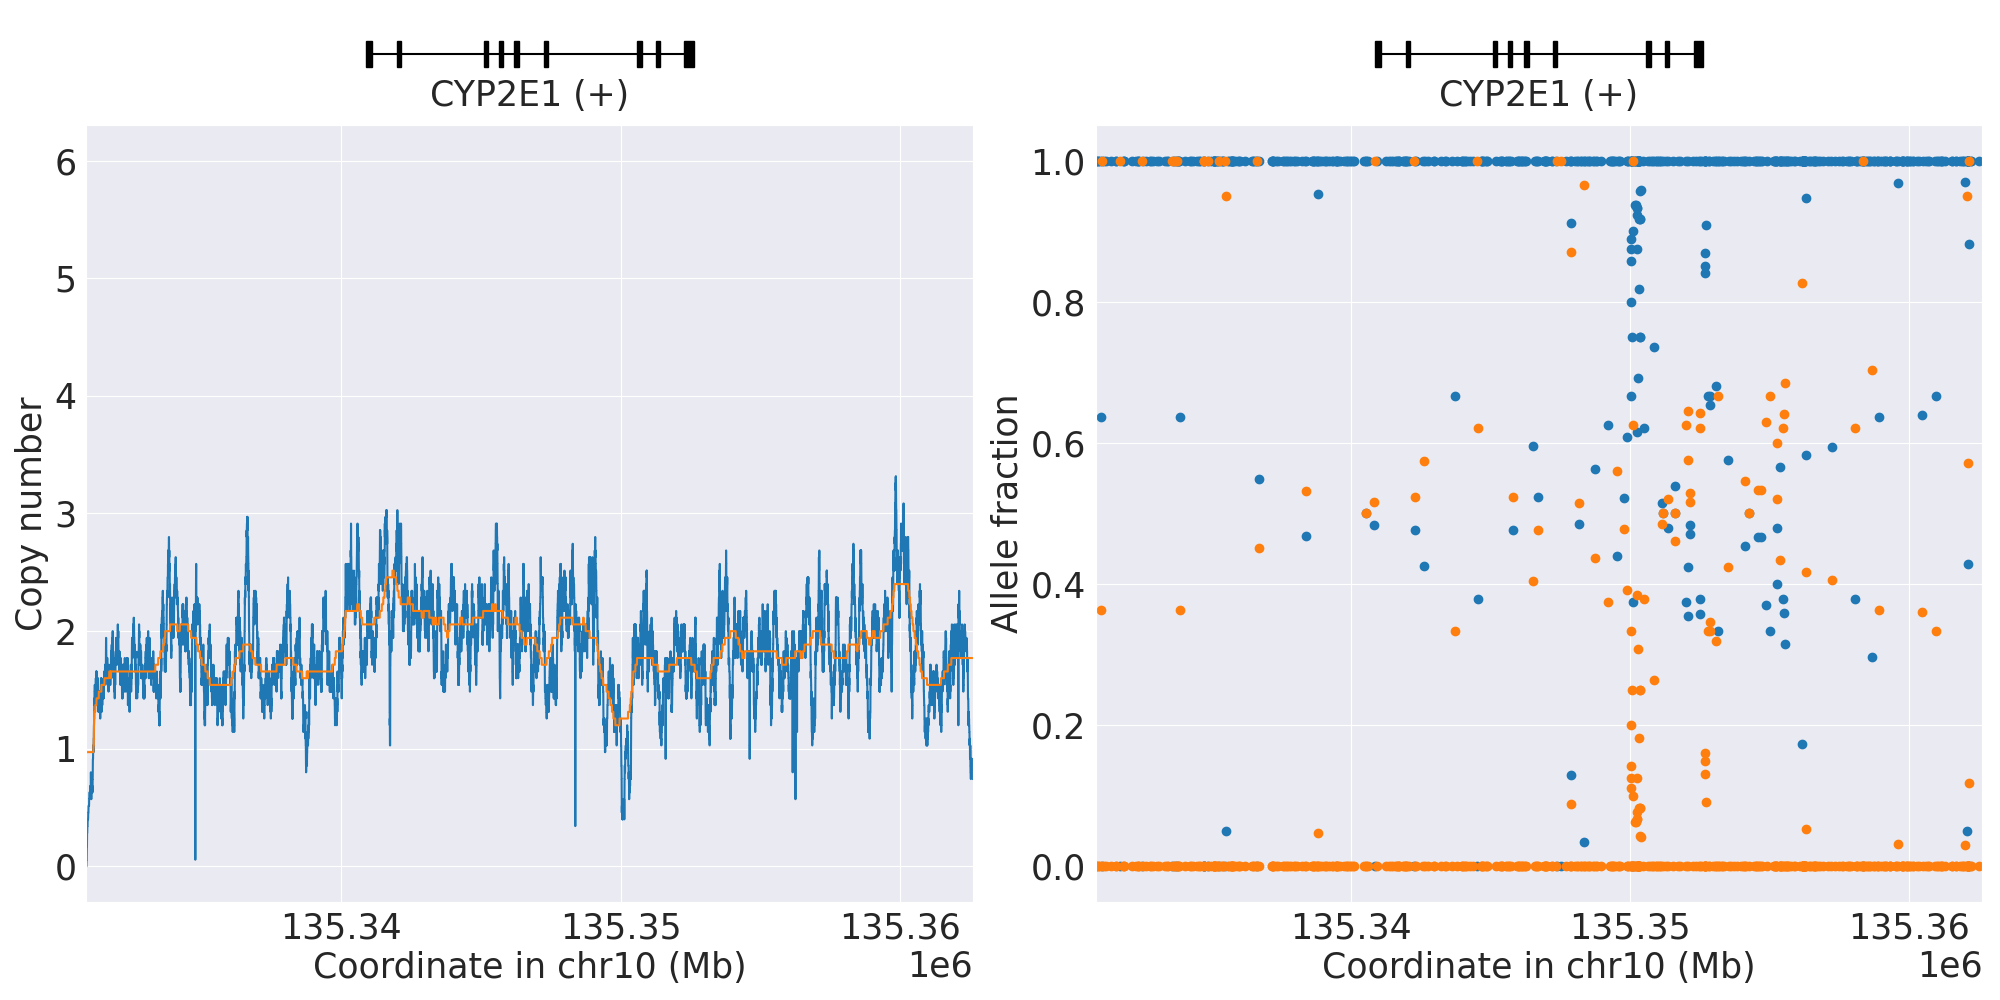 CYP2E1 (+)
6
5
4
3
2
1
0
Copy number
135.34 135.35 135.36
Coordinate in chr10 (Mb)
1e6
CYP2E1 (+)
1.0
0.8
0.6
0.4
0.2
0.0
Allele fraction
135.34 135.35 135.36
Coordinate in chr10 (Mb)
1e6